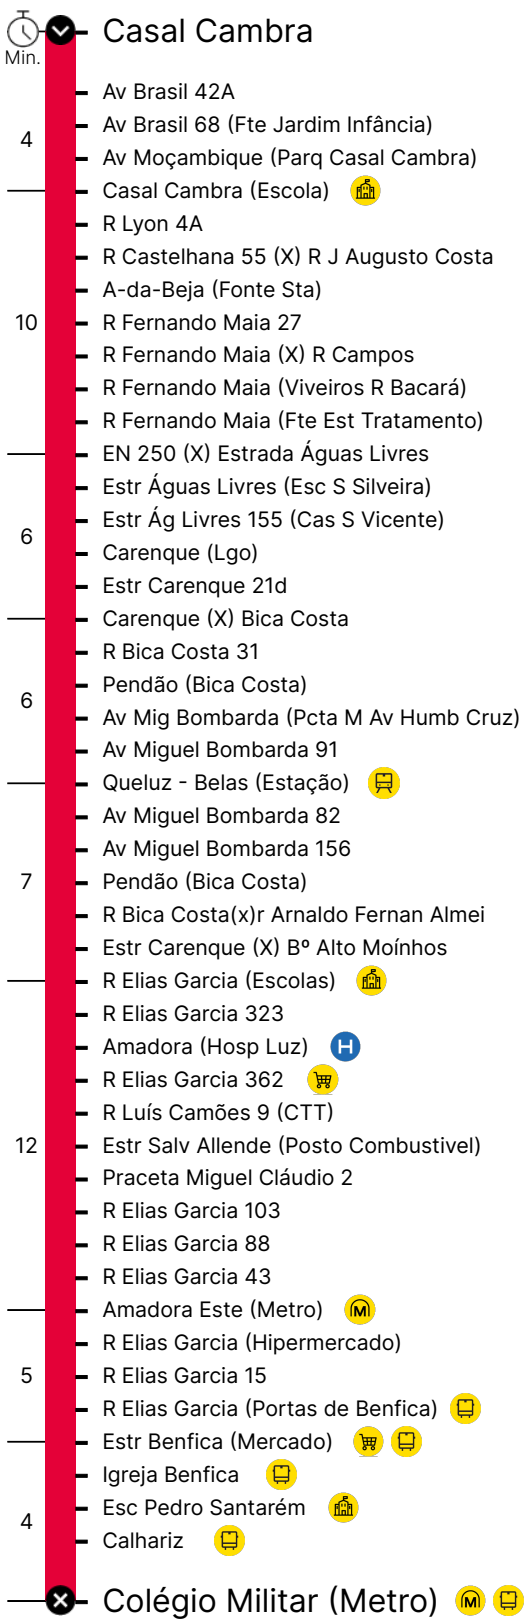 Casal Cambra
Min.
Av Brasil 42A
Av Brasil 68 (Fte Jardim Infância)
4
Av Moçambique (Parq Casal Cambra)
Casal Cambra (Escola)
R Lyon 4A
R Castelhana 55 (X) R J Augusto Costa
A-da-Beja (Fonte Sta)
10
R Fernando Maia 27
R Fernando Maia (X) R Campos
R Fernando Maia (Viveiros R Bacará)
R Fernando Maia (Fte Est Tratamento)
EN 250 (X) Estrada Águas Livres
Estr Águas Livres (Esc S Silveira)
Estr Ág Livres 155 (Cas S Vicente)
6
Carenque (Lgo)
Estr Carenque 21d
Carenque (X) Bica Costa
R Bica Costa 31
Pendão (Bica Costa)
6
Av Mig Bombarda (Pcta M Av Humb Cruz)
Av Miguel Bombarda 91
Queluz - Belas (Estação)
Av Miguel Bombarda 82
Av Miguel Bombarda 156
7
Pendão (Bica Costa)
R Bica Costa(x)r Arnaldo Fernan Almei
Estr Carenque (X) Bº Alto Moínhos
R Elias Garcia (Escolas)
R Elias Garcia 323
Amadora (Hosp Luz) H
R Elias Garcia 362
R Luís Camões 9 (CTT)
12
Estr Salv Allende (Posto Combustivel)
Praceta Miguel Cláudio 2
R Elias Garcia 103
R Elias Garcia 88
R Elias Garcia 43
Amadora Este (Metro) M
R Elias Garcia (Hipermercado)
5
R Elias Garcia 15
R Elias Garcia (Portas de Benfica)
Estr Benfica (Mercado)
Igreja Benfica
Esc Pedro Santarém
4
Calhariz
Colégio Militar (Metro) M